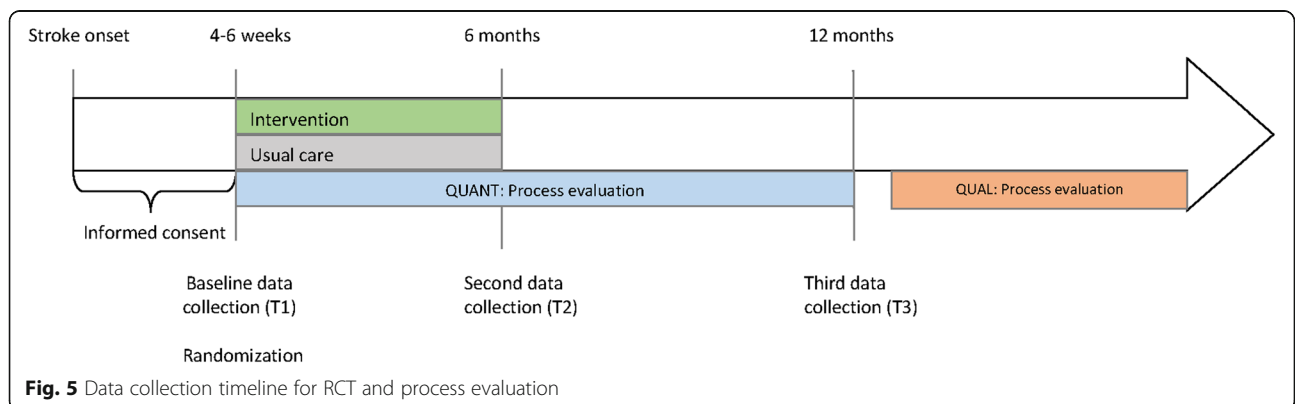 Stroke onset
4-6 weeks
6 months
12 months
Intervention
Usual care
QUANT: Process evaluation
QUAL: Process evaluation
Informed consent
Baseline data
collection (T1)
Second data
collection (T2)
Third data
collection (T3)
Randomization
Fig. 5 Data collection timeline for RCT and process evaluation